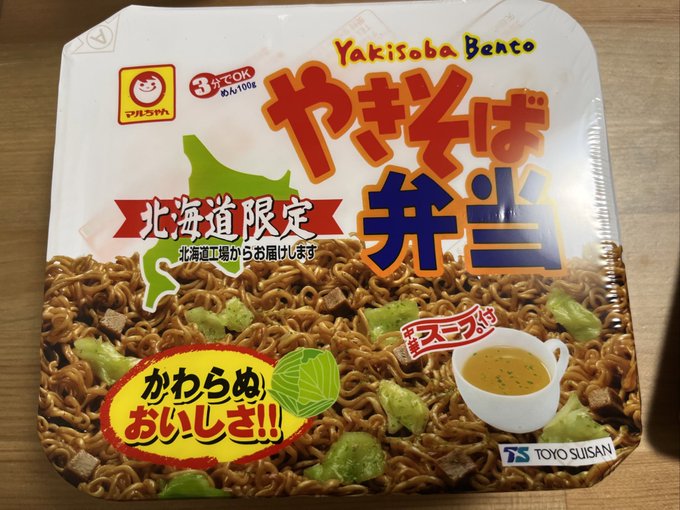 Yakisoba Bento
マルちゃん
3分でOK
めん100g
やきそば
弁当
北海道限定
北海道工場からお届けします
中華スープ付
かわらぬ
おいしさ!!
TS TOYO SUISAN
A